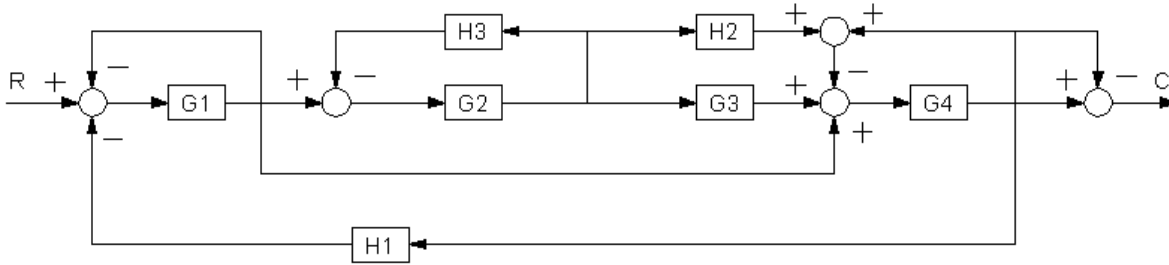 H3 H2 + +
− + − −
R + + + + − C
G1 G2 G3 G4
− +
H1